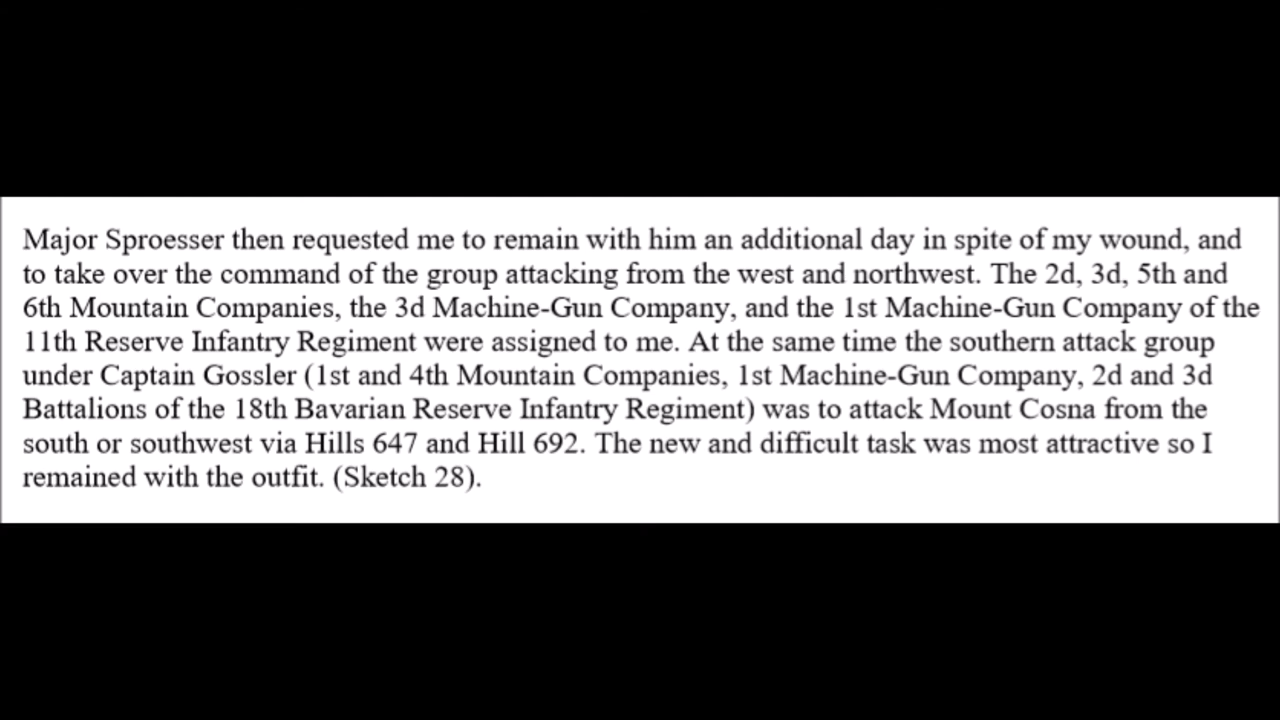 Major Sproesser then requested me to remain with him an additional day in spite of my wound, and
to take over the command of the group attacking from the west and northwest. The 2d, 3d, 5th and
6th Mountain Companies, the 3d Machine-Gun Company, and the 1st Machine-Gun Company of the
11th Reserve Infantry Regiment were assigned to me. At the same time the southern attack group
under Captain Gossler (1st and 4th Mountain Companies, 1st Machine-Gun Company, 2d and 3d
Battalions of the 18th Bavarian Reserve Infantry Regiment) was to attack Mount Cosna from the
south or southwest via Hills 647 and Hill 692. The new and difficult task was most attractive so I
remained with the outfit. (Sketch 28).